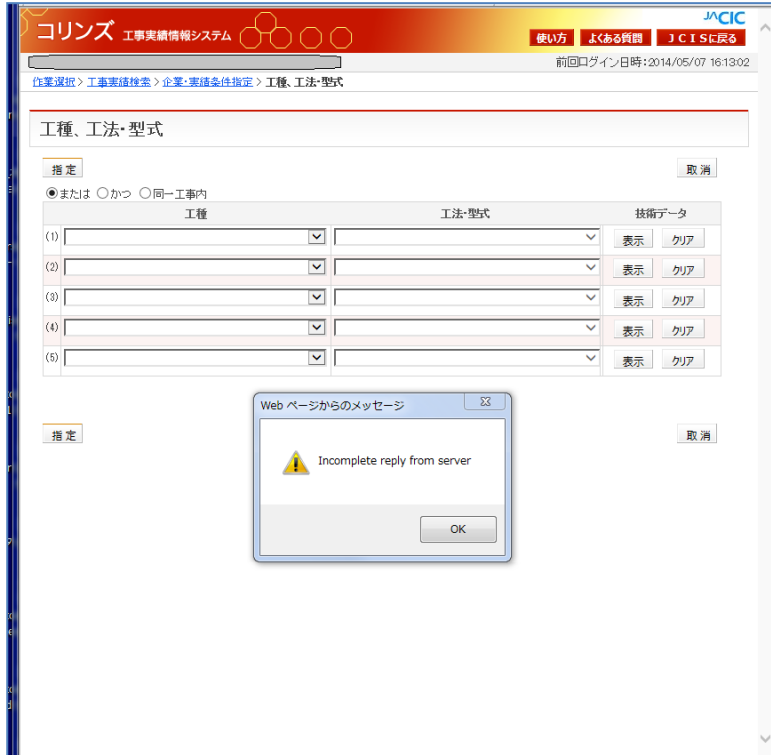 JACIC
コリンズ 工事実績情報システム
使い方 よくある質問 JCISに戻る
前回ログイン日時:2014/05/07 16:13:02
作業選択> 工事実績検索> 企業・実績条件指定> 工種、工法・型式
工種、工法・型式
指定 取消
または かつ 同一工事内
工種 工法・型式 技術データ
(1) 表示 クリア
(2) 表示 クリア
(3) 表示 クリア
(4) 表示 クリア
(5) 表示 クリア
Web ページからのメッセージ
指定 取消
Incomplete reply from server
OK